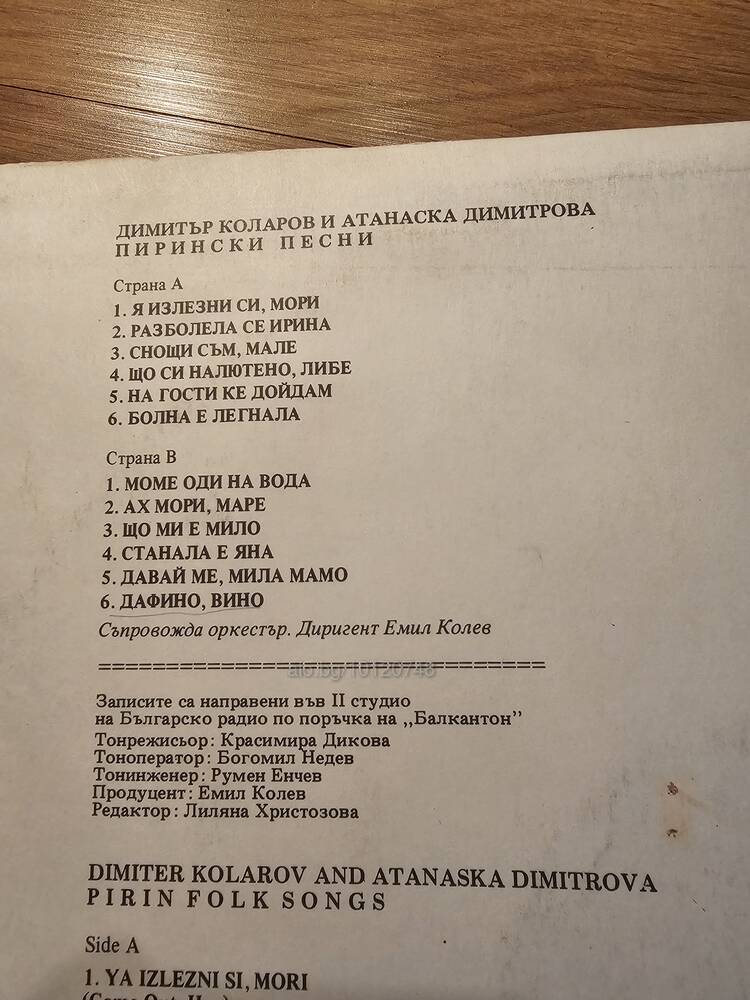 ДИМИТЪР КОЛАРОВ И АТАНАСКА ДИМИТРОВА
ПИРИНСКИ ПЕСНИ
Страна А
1. Я ИЗЛЕЗНИ СИ, МОРИ
2. РАЗБОЛЕЛА СЕ ИРИНА
3. СНОЩИ СЪМ, МАЛЕ
4. ЩО СИ НАЛЮТЕНО, ЛИБЕ
5. НА ГОСТИ КЕ ДОЙДАМ
6. БОЛНА Е ЛЕГНАЛА
Страна В
1. МОМЕ ОДИ НА ВОДА
2. АХ МОРИ, МАРЕ
3. ЩО МИ Е МИЛО
4. СТАНАЛА Е ЯНА
5. ДАВАЙ МЕ, МИЛА МАМО
6. ДАФИНО, ВИНО
Съпровожда оркестър. Диригент Емил Колев
==================================
alo.bg/10120748
Записите са направени във II студио
на Българско радио по поръчка на „Балкантон”
Тонрежисьор: Красимира Дикова
Тоноператор: Богомил Недев
Тонинженер: Румен Енчев
Продуцент: Емил Колев
Редактор: Лиляна Христозова
DIMITER KOLAROV AND ATANASKA DIMITROVA
PIRIN FOLK SONGS
Side A
1. YA IZLEZNI SI, MORI